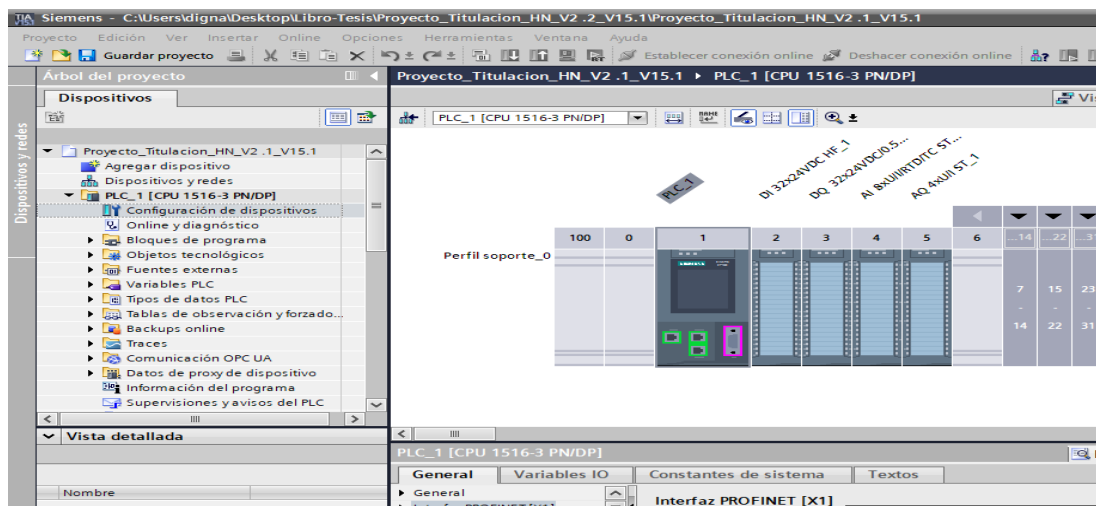 Siemens - C:\Users\digna\Desktop\Libro-Tesis\Proyecto_Titulacion_HN_V2 .2_V15.1\Proyecto_Titulacion_HN_V2 .1_V15.1
Proyecto Edición Ver Insertar Online Opciones Herramientas Ventana Ayuda
Guardar proyecto Establecer conexión online Deshacer conexión online
Árbol del proyecto
Proyecto_Titulacion_HN_V2 .1_V15.1 PLC_1 [CPU 1516-3 PN/DP]
Dispositivos
Dispositivos y redes
PLC_1 [CPU 1516-3 PN/DP]
Proyecto_Titulacion_HN_V2 .1_V15.1
Agregar dispositivo
Dispositivos y redes
PLC_1 [CPU 1516-3 PN/DP]
Configuración de dispositivos
Online y diagnóstico
Bloques de programa
Objetos tecnológicos
Fuentes externas
Variables PLC
Tipos de datos PLC
Tablas de observación y forzado...
Backups online
Traces
Comunicación OPC UA
Datos de proxy de dispositivo
Información del programa
Supervisiones y avisos del PLC
Vista detallada
Nombre
PLC_1
DI 32x24VDC HF_1
DQ 32x24VDC/0.5...
AI 8xU/I/RTD/TC ST...
AQ 4xU/I ST_1
100 0 1 2 3 4 5 6 ...14 ...22 ...3
Perfil soporte_0
7 15 23
- - -
14 22 31
PLC_1 [CPU 1516-3 PN/DP]
General Variables IO Constantes de sistema Textos
General
Interfaz PROFINET [X1]